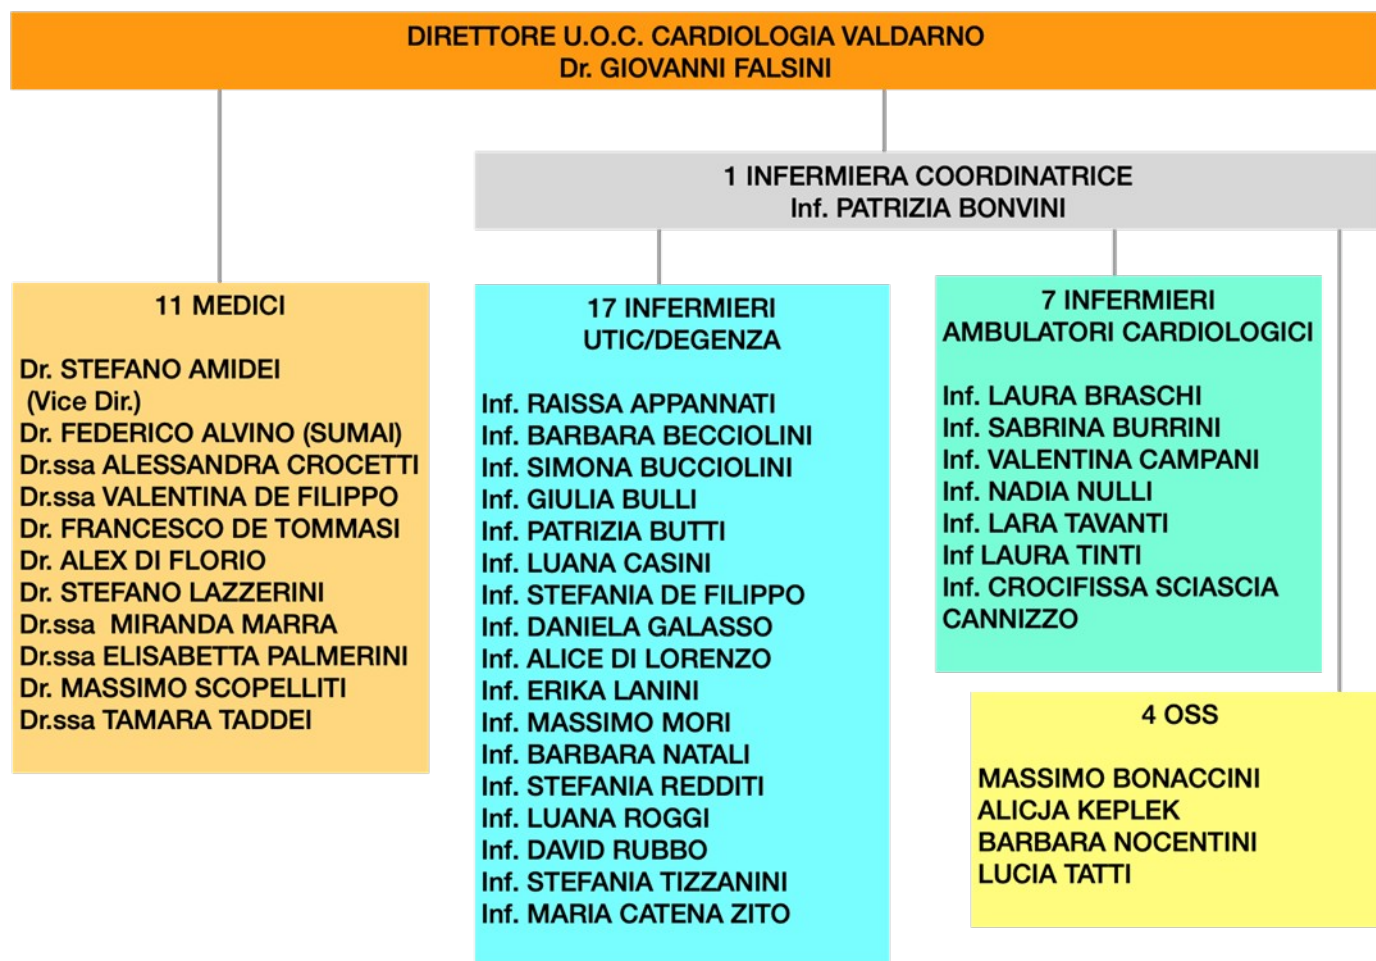 DIRETTORE U.O.C. CARDIOLOGIA VALDARNO
Dr. GIOVANNI FALSINI
1 INFERMIERA COORDINATRICE
Inf. PATRIZIA BONVINI
11 MEDICI
Dr. STEFANO AMIDEI
(Vice Dir.)
Dr. FEDERICO ALVINO (SUMAI)
Dr.ssa ALESSANDRA CROCETTI
Dr.ssa VALENTINA DE FILIPPO
Dr. FRANCESCO DE TOMMASI
Dr. ALEX DI FLORIO
Dr. STEFANO LAZZERINI
Dr.ssa MIRANDA MARRA
Dr.ssa ELISABETTA PALMERINI
Dr. MASSIMO SCOPELLITI
Dr.ssa TAMARA TADDEI
17 INFERMIERI
UTIC/DEGENZA
Inf. RAISSA APPANNATI
Inf. BARBARA BECCIOLINI
Inf. SIMONA BUCCIOLINI
Inf. GIULIA BULLI
Inf. PATRIZIA BUTTI
Inf. LUANA CASINI
Inf. STEFANIA DE FILIPPO
Inf. DANIELA GALASSO
Inf. ALICE DI LORENZO
Inf. ERIKA LANINI
Inf. MASSIMO MORI
Inf. BARBARA NATALI
Inf. STEFANIA REDDITI
Inf. LUANA ROGGI
Inf. DAVID RUBBO
Inf. STEFANIA TIZZANINI
Inf. MARIA CATENA ZITO
7 INFERMIERI
AMBULATORI CARDIOLOGICI
Inf. LAURA BRASCHI
Inf. SABRINA BURRINI
Inf. VALENTINA CAMPANI
Inf. NADIA NULLI
Inf. LARA TAVANTI
Inf LAURA TINTI
Inf. CROCIFISSA SCIASCIA
CANNIZZO
4 OSS
MASSIMO BONACCINI
ALICJA KEPLEK
BARBARA NOCENTINI
LUCIA TATTI